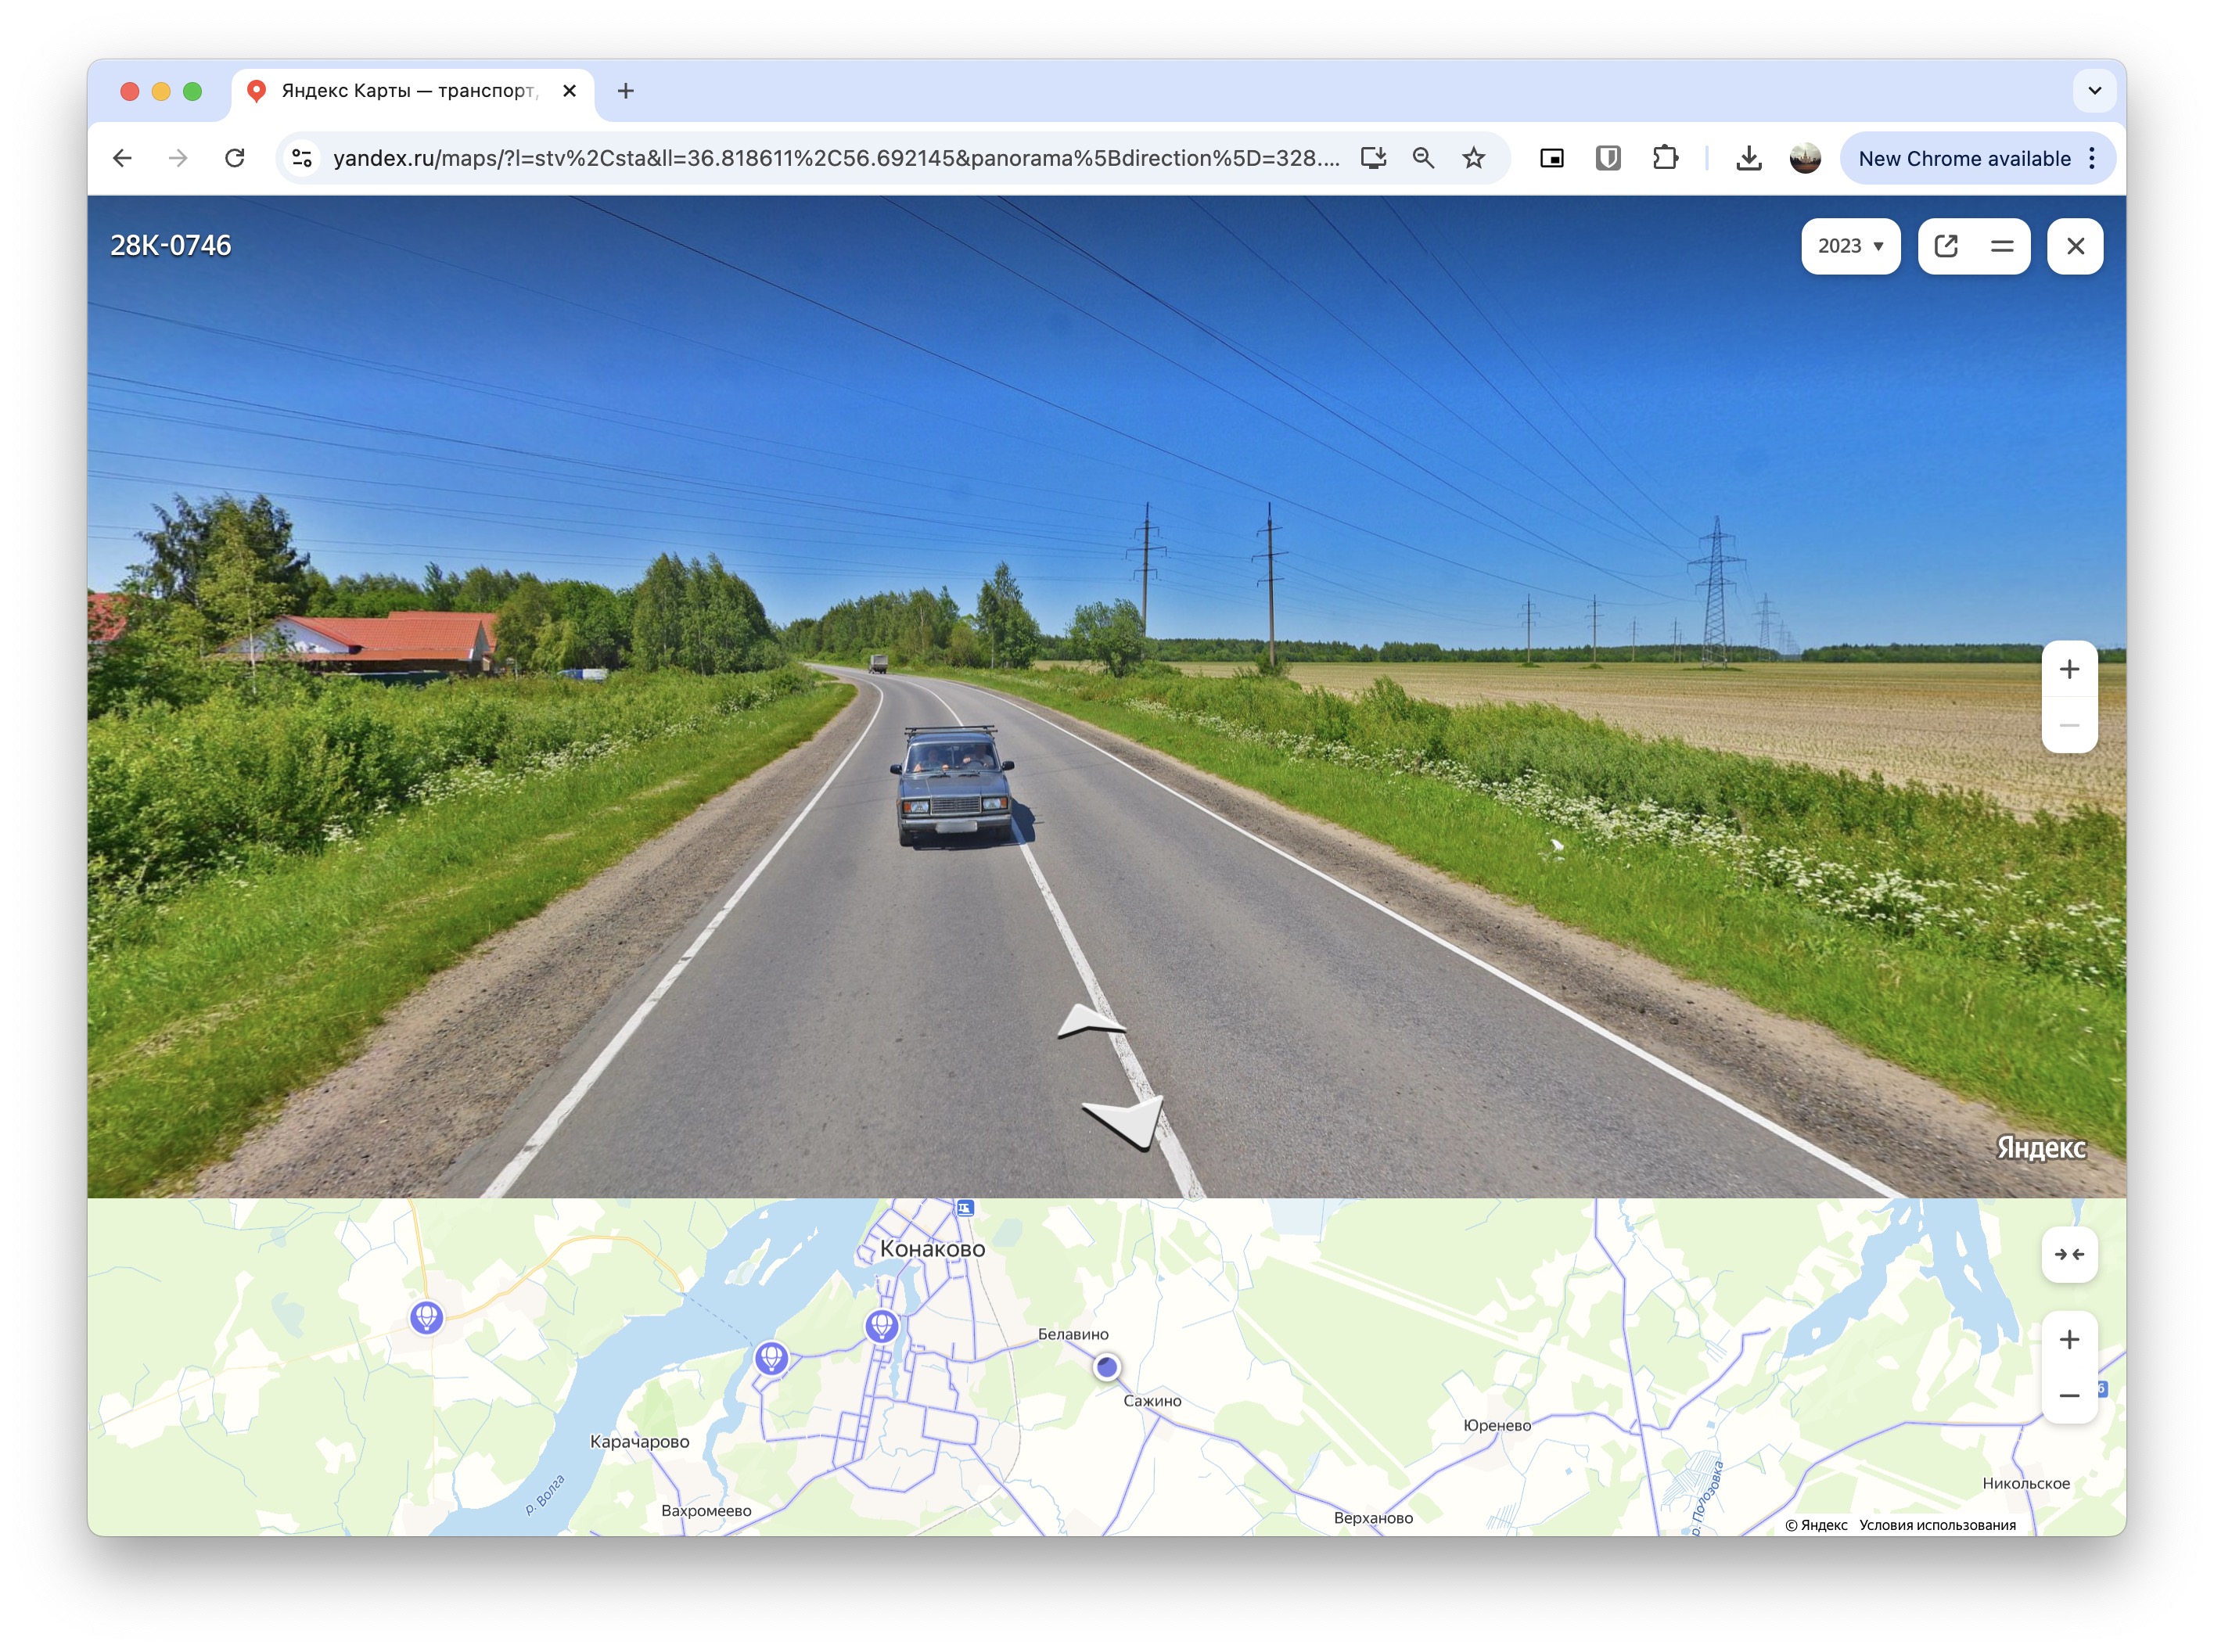 Яндекс Карты — транспорт,
yandex.ru/maps/?l=stv%2Csta&ll=36.818611%2C56.692145&panorama%5Bdirection%5D=328....
New Chrome available
28К-0746
2023
Яндекс
Конаково
Белавино
Сажино
Карачарово
Юренево
р. Волга
Вахромеево
Верханово
р. Полозовка
Никольское
© Яндекс Условия использования